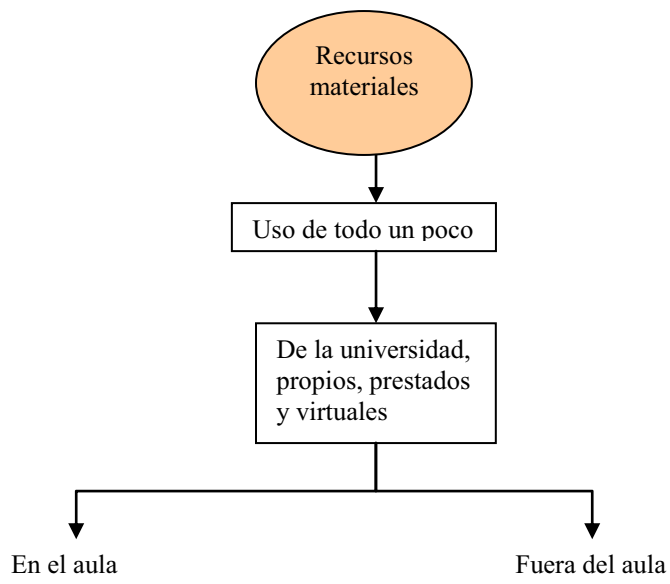 Recursos
materiales
Uso de todo un poco
De la universidad,
propios, prestados
y virtuales
En el aula
Fuera del aula